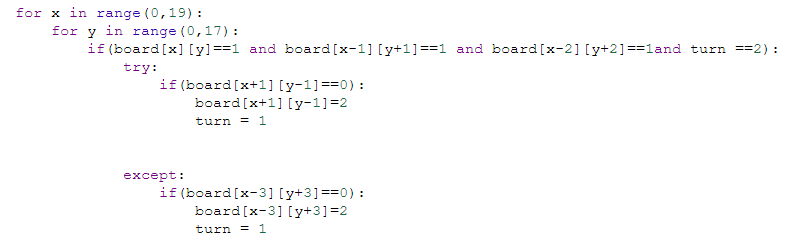 for x in range(0,19):
    for y in range(0,17):
        if(board[x][y]==1 and board[x-1][y+1]==1 and board[x-2][y+2]==1and turn ==2):
            try:
                if(board[x+1][y-1]==0):
                    board[x+1][y-1]=2
                    turn = 1
            except:
                if(board[x-3][y+3]==0):
                    board[x-3][y+3]=2
                    turn = 1